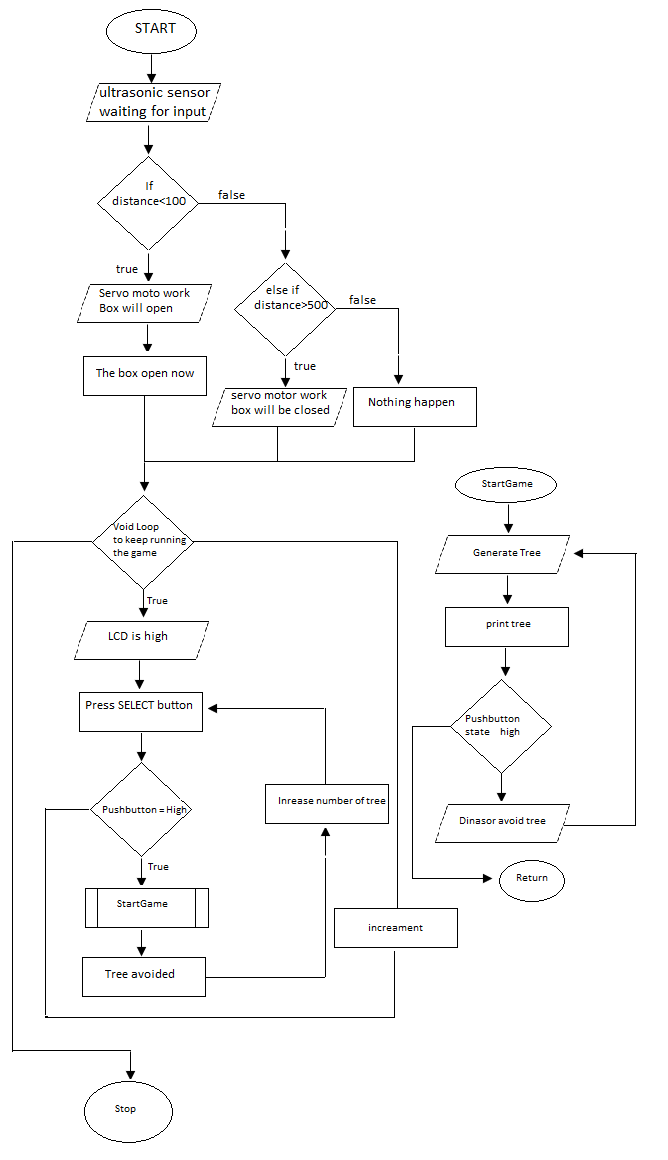 START
ultrasonic sensor
waiting for input
If
distance<100
false
true
Servo moto work
Box will open
The box open now
else if
distance>500
false
true
servo motor work
box will be closed
Nothing happen
Void Loop
to keep running
the game
True
LCD is high
Press SELECT button
Pushbutton = High
True
StartGame
Tree avoided
Inrease number of tree
increament
Stop
StartGame
Generate Tree
print tree
Pushbutton
state high
Dinasor avoid tree
Return